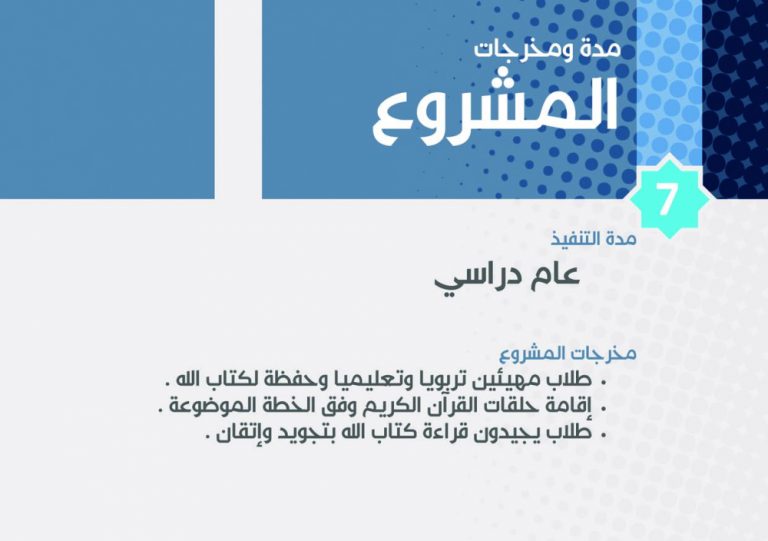 مدة ومخرجات
المشروع
7
مدة التنفيذ
عام دراسي
مخرجات المشروع
• طلاب مهيئين تربويا وتعليميا وحفظة لكتاب الله .
• إقامة حلقات القرآن الكريم وفق الخطة الموضوعة .
• طلاب يجيدون قراءة كتاب الله بتجويد وإتقان .